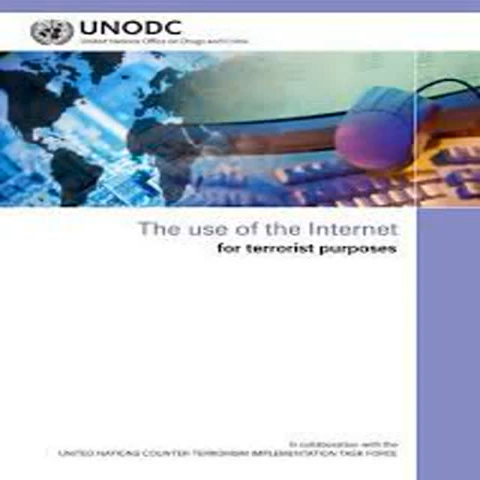 UNODC
United Nations Office on Drugs and Crime
The use of the Internet
for terrorist purposes
In collaboration with the
UNITED NATIONS COUNTER-TERRORISM IMPLEMENTATION TASK FORCE